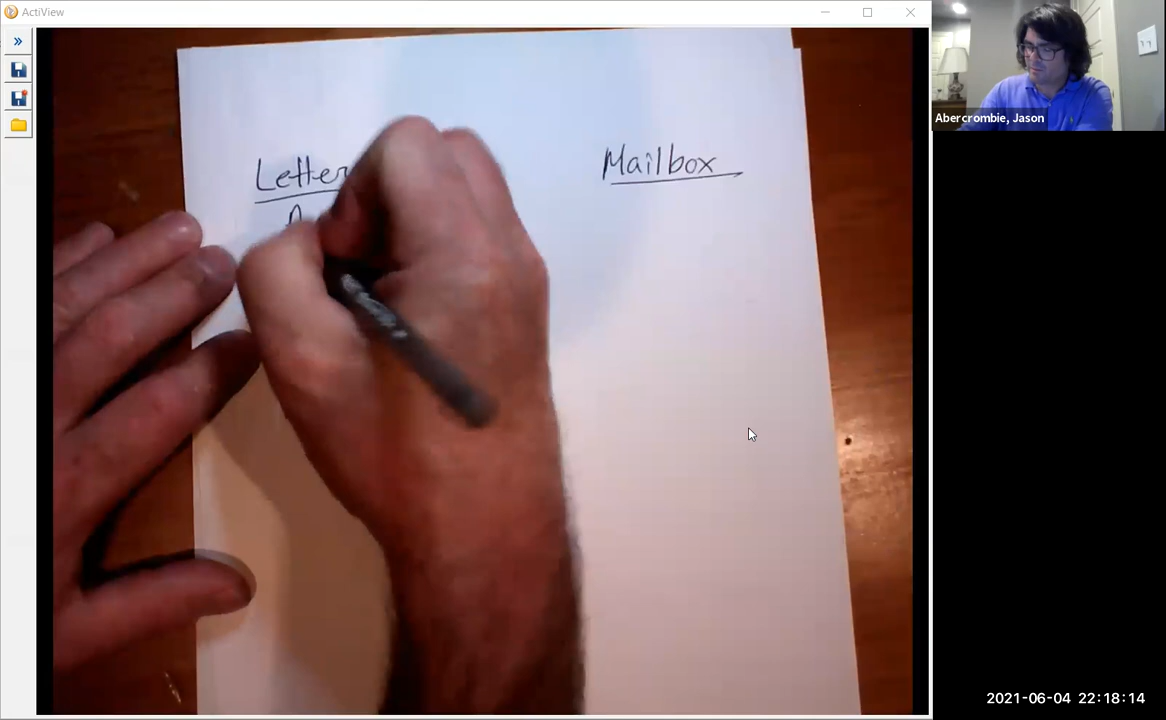 ActiView
Letter
Mailbox
A
Abercrombie, Jason
2021-06-04 22:18:14